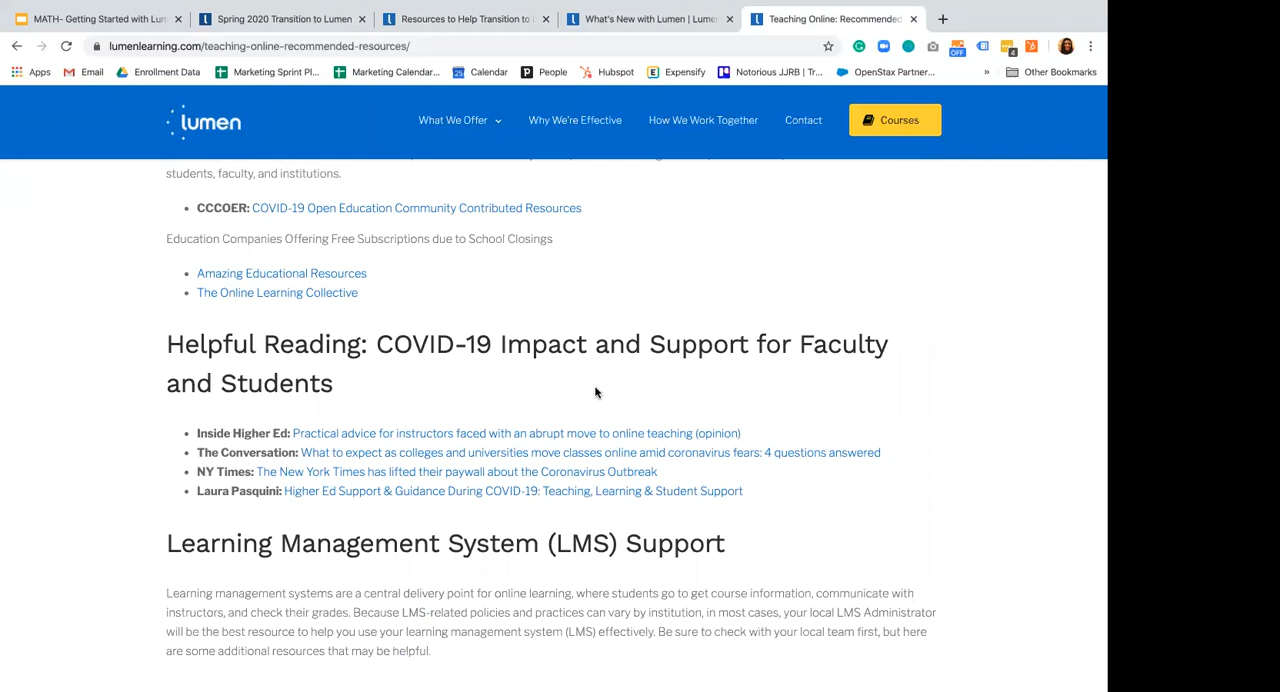 MATH- Getting Started with Lum
Spring 2020 Transition to Lumen
Resources to Help Transition to
What's New with Lumen | Lume
Teaching Online: Recommended
lumenlearning.com/teaching-online-recommended-resources/
OFF
4
Apps
Email
Enrollment Data
Marketing Sprint Pl...
Marketing Calendar...
Calendar
People
Hubspot
Expensify
Notorious JJRB | Tr...
OpenStax Partner...
»
Other Bookmarks
lumen
What We Offer
Why We're Effective
How We Work Together
Contact
Courses
students, faculty, and institutions.
• CCCOER: COVID-19 Open Education Community Contributed Resources
Education Companies Offering Free Subscriptions due to School Closings
• Amazing Educational Resources
• The Online Learning Collective
Helpful Reading: COVID-19 Impact and Support for Faculty
and Students
• Inside Higher Ed: Practical advice for instructors faced with an abrupt move to online teaching (opinion)
• The Conversation: What to expect as colleges and universities move classes online amid coronavirus fears: 4 questions answered
• NY Times: The New York Times has lifted their paywall about the Coronavirus Outbreak
• Laura Pasquini: Higher Ed Support & Guidance During COVID-19: Teaching, Learning & Student Support
Learning Management System (LMS) Support
Learning management systems are a central delivery point for online learning, where students go to get course information, communicate with
instructors, and check their grades. Because LMS-related policies and practices can vary by institution, in most cases, your local LMS Administrator
will be the best resource to help you use your learning management system (LMS) effectively. Be sure to check with your local team first, but here
are some additional resources that may be helpful.